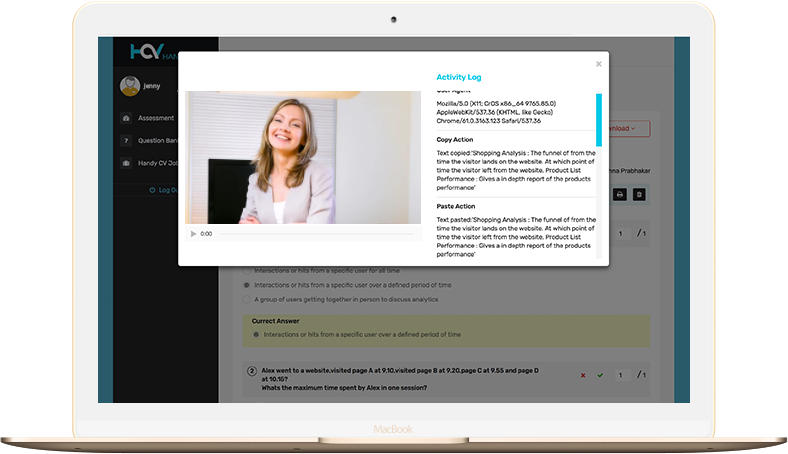 HCV HAN
jenny
Assessment
Question Ban
Handy CV Job
Log Ou
×
Activity Log
User Agent
Mozilla/5.0 (X11; CrOS x86_64 9765.85.0)
AppleWebKit/537.36 (KHTML, like Gecko)
Chrome/61.0.3163.123 Safari/537.36
Copy Action
Text copied:'Shopping Analysis : The funnel of from the
time the visitor lands on the website. At which point of
time the visitor left from the website. Product List
Performance : Gives a in depth report of the products
performance'
Paste Action
Text pasted:'Shopping Analysis : The funnel of from the
time the visitor lands on the website. At which point of
time the visitor left from the website. Product List
Performance : Gives a in depth report of the products
performance'
0:00
nload
nna Prabhakar
1 / 1
Interactions or hits from a specific user for all time
Interactions or hits from a specific user over a defined period of time
A group of users getting together in person to discuss analytics
Currect Answer
Interactions or hits from a specific user over a defined period of time
2 Alex went to a website,visited page A at 9.10,visited page B at 9.20,page C at 9.55 and page D
at 10.15?
Whats the maximum time spent by Alex in one session?
1 / 1
MacBook